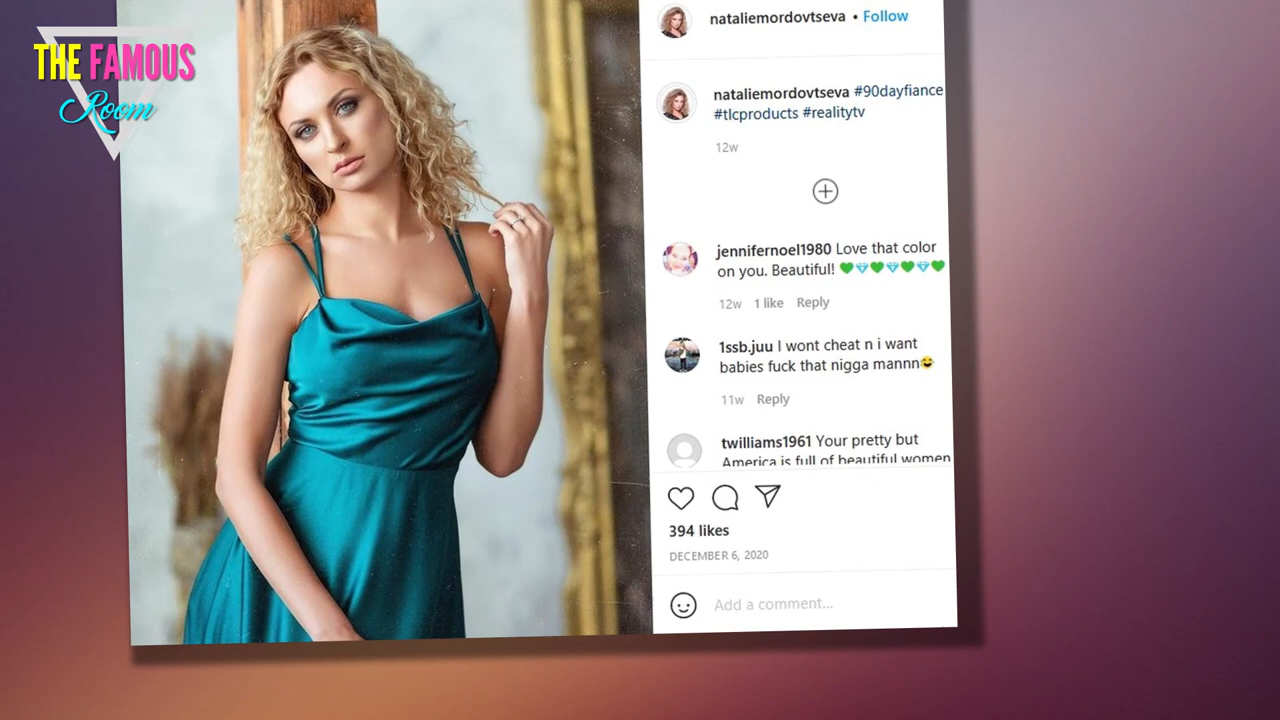 THE FAMOUS
Room
nataliemordovtseva • Follow
nataliemordovtseva #90dayfiance
#tlcproducts #realitytv
12w
jennifernoel1980 Love that color
on you. Beautiful! 💚💎💚💎💚💎💚
12w 1 like Reply
1ssb.juu I wont cheat n i want
babies fuck that nigga mannn😂
11w Reply
twilliams1961 Your pretty but
America is full of beautiful women
394 likes
DECEMBER 6, 2020
Add a comment...